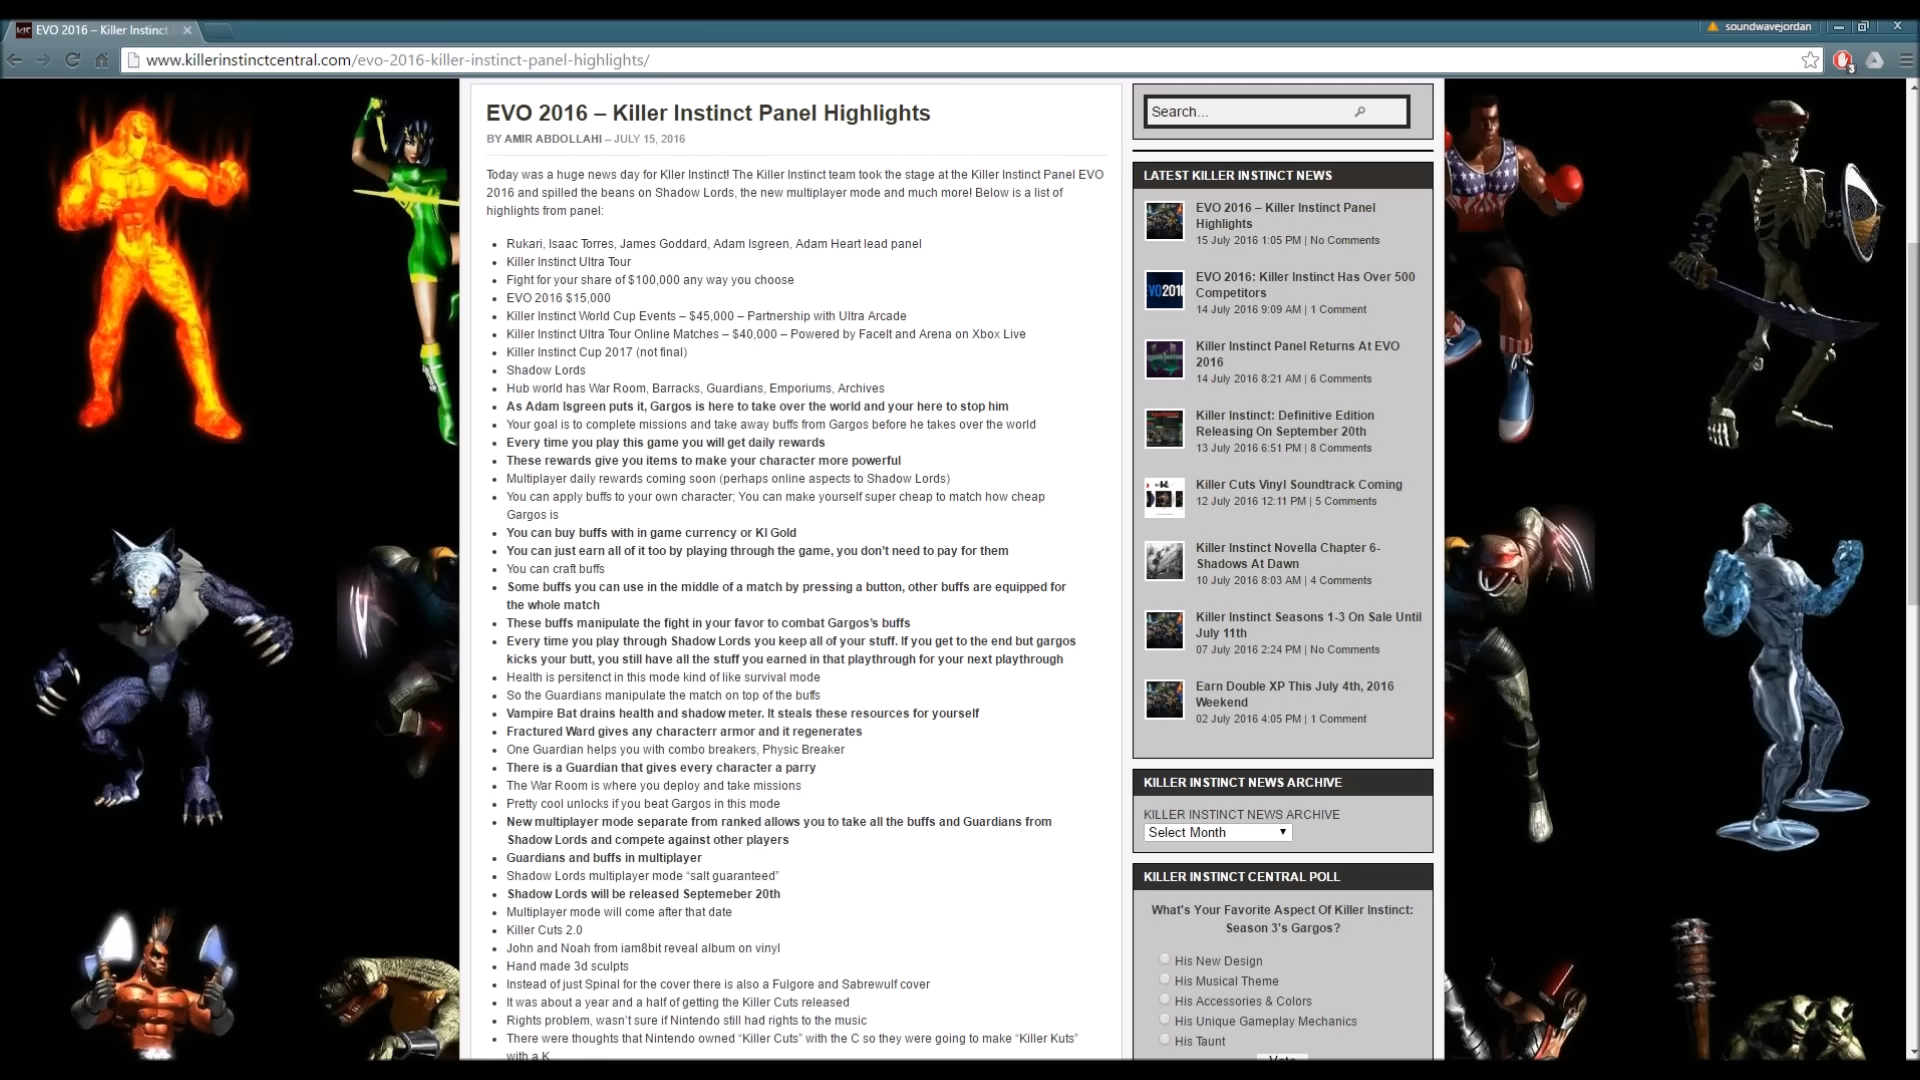 EVO 2016 – Killer Instinct
soundwavejordan
www.killerinstinctcentral.com/evo-2016-killer-instinct-panel-highlights/
3
EVO 2016 – Killer Instinct Panel Highlights
BY AMIR ABDOLLAHI – JULY 15, 2016
Today was a huge news day for KIler Instinct! The Killer Instinct team took the stage at the Killer Instinct Panel EVO
2016 and spilled the beans on Shadow Lords, the new multiplayer mode and much more! Below is a list of
highlights from panel:
Rukari, Isaac Torres, James Goddard, Adam Isgreen, Adam Heart lead panel
Killer Instinct Ultra Tour
Fight for your share of $100,000 any way you choose
EVO 2016 $15,000
Killer Instinct World Cup Events – $45,000 – Partnership with Ultra Arcade
Killer Instinct Ultra Tour Online Matches – $40,000 – Powered by FaceIt and Arena on Xbox Live
Killer Instinct Cup 2017 (not final)
Shadow Lords
Hub world has War Room, Barracks, Guardians, Emporiums, Archives
As Adam Isgreen puts it, Gargos is here to take over the world and your here to stop him
Your goal is to complete missions and take away buffs from Gargos before he takes over the world
Every time you play this game you will get daily rewards
These rewards give you items to make your character more powerful
Multiplayer daily rewards coming soon (perhaps online aspects to Shadow Lords)
You can apply buffs to your own character; You can make yourself super cheap to match how cheap
Gargos is
You can buy buffs with in game currency or KI Gold
You can just earn all of it too by playing through the game, you don't need to pay for them
You can craft buffs
Some buffs you can use in the middle of a match by pressing a button, other buffs are equipped for
the whole match
These buffs manipulate the fight in your favor to combat Gargos's buffs
Every time you play through Shadow Lords you keep all of your stuff. If you get to the end but gargos
kicks your butt, you still have all the stuff you earned in that playthrough for your next playthrough
Health is persitenct in this mode kind of like survival mode
So the Guardians manipulate the match on top of the buffs
Vampire Bat drains health and shadow meter. It steals these resources for yourself
Fractured Ward gives any characterr armor and it regenerates
One Guardian helps you with combo breakers, Physic Breaker
There is a Guardian that gives every character a parry
The War Room is where you deploy and take missions
Pretty cool unlocks if you beat Gargos in this mode
New multiplayer mode separate from ranked allows you to take all the buffs and Guardians from
Shadow Lords and compete against other players
Guardians and buffs in multiplayer
Shadow Lords multiplayer mode “salt guaranteed”
Shadow Lords will be released Septemeber 20th
Multiplayer mode will come after that date
Killer Cuts 2.0
John and Noah from iam8bit reveal album on vinyl
Hand made 3d sculpts
Instead of just Spinal for the cover there is also a Fulgore and Sabrewulf cover
It was about a year and a half of getting the Killer Cuts released
Rights problem, wasn't sure if Nintendo still had rights to the music
There were thoughts that Nintendo owned “Killer Cuts” with the C so they were going to make “Killer Kuts”
with a K
Search...
LATEST KILLER INSTINCT NEWS
EVO 2016 – Killer Instinct Panel
Highlights
15 July 2016 1:05 PM | No Comments
EVO 2016: Killer Instinct Has Over 500
Competitors
14 July 2016 9:09 AM | 1 Comment
Killer Instinct Panel Returns At EVO
2016
14 July 2016 8:21 AM | 6 Comments
Killer Instinct: Definitive Edition
Releasing On September 20th
13 July 2016 6:51 PM | 8 Comments
Killer Cuts Vinyl Soundtrack Coming
12 July 2016 12:11 PM | 5 Comments
Killer Instinct Novella Chapter 6-
Shadows At Dawn
10 July 2016 8:03 AM | 4 Comments
Killer Instinct Seasons 1-3 On Sale Until
July 11th
07 July 2016 2:24 PM | No Comments
Earn Double XP This July 4th, 2016
Weekend
02 July 2016 4:05 PM | 1 Comment
KILLER INSTINCT NEWS ARCHIVE
KILLER INSTINCT NEWS ARCHIVE
Select Month
KILLER INSTINCT CENTRAL POLL
What's Your Favorite Aspect Of Killer Instinct:
Season 3's Gargos?
His New Design
His Musical Theme
His Accessories & Colors
His Unique Gameplay Mechanics
His Taunt
Vote